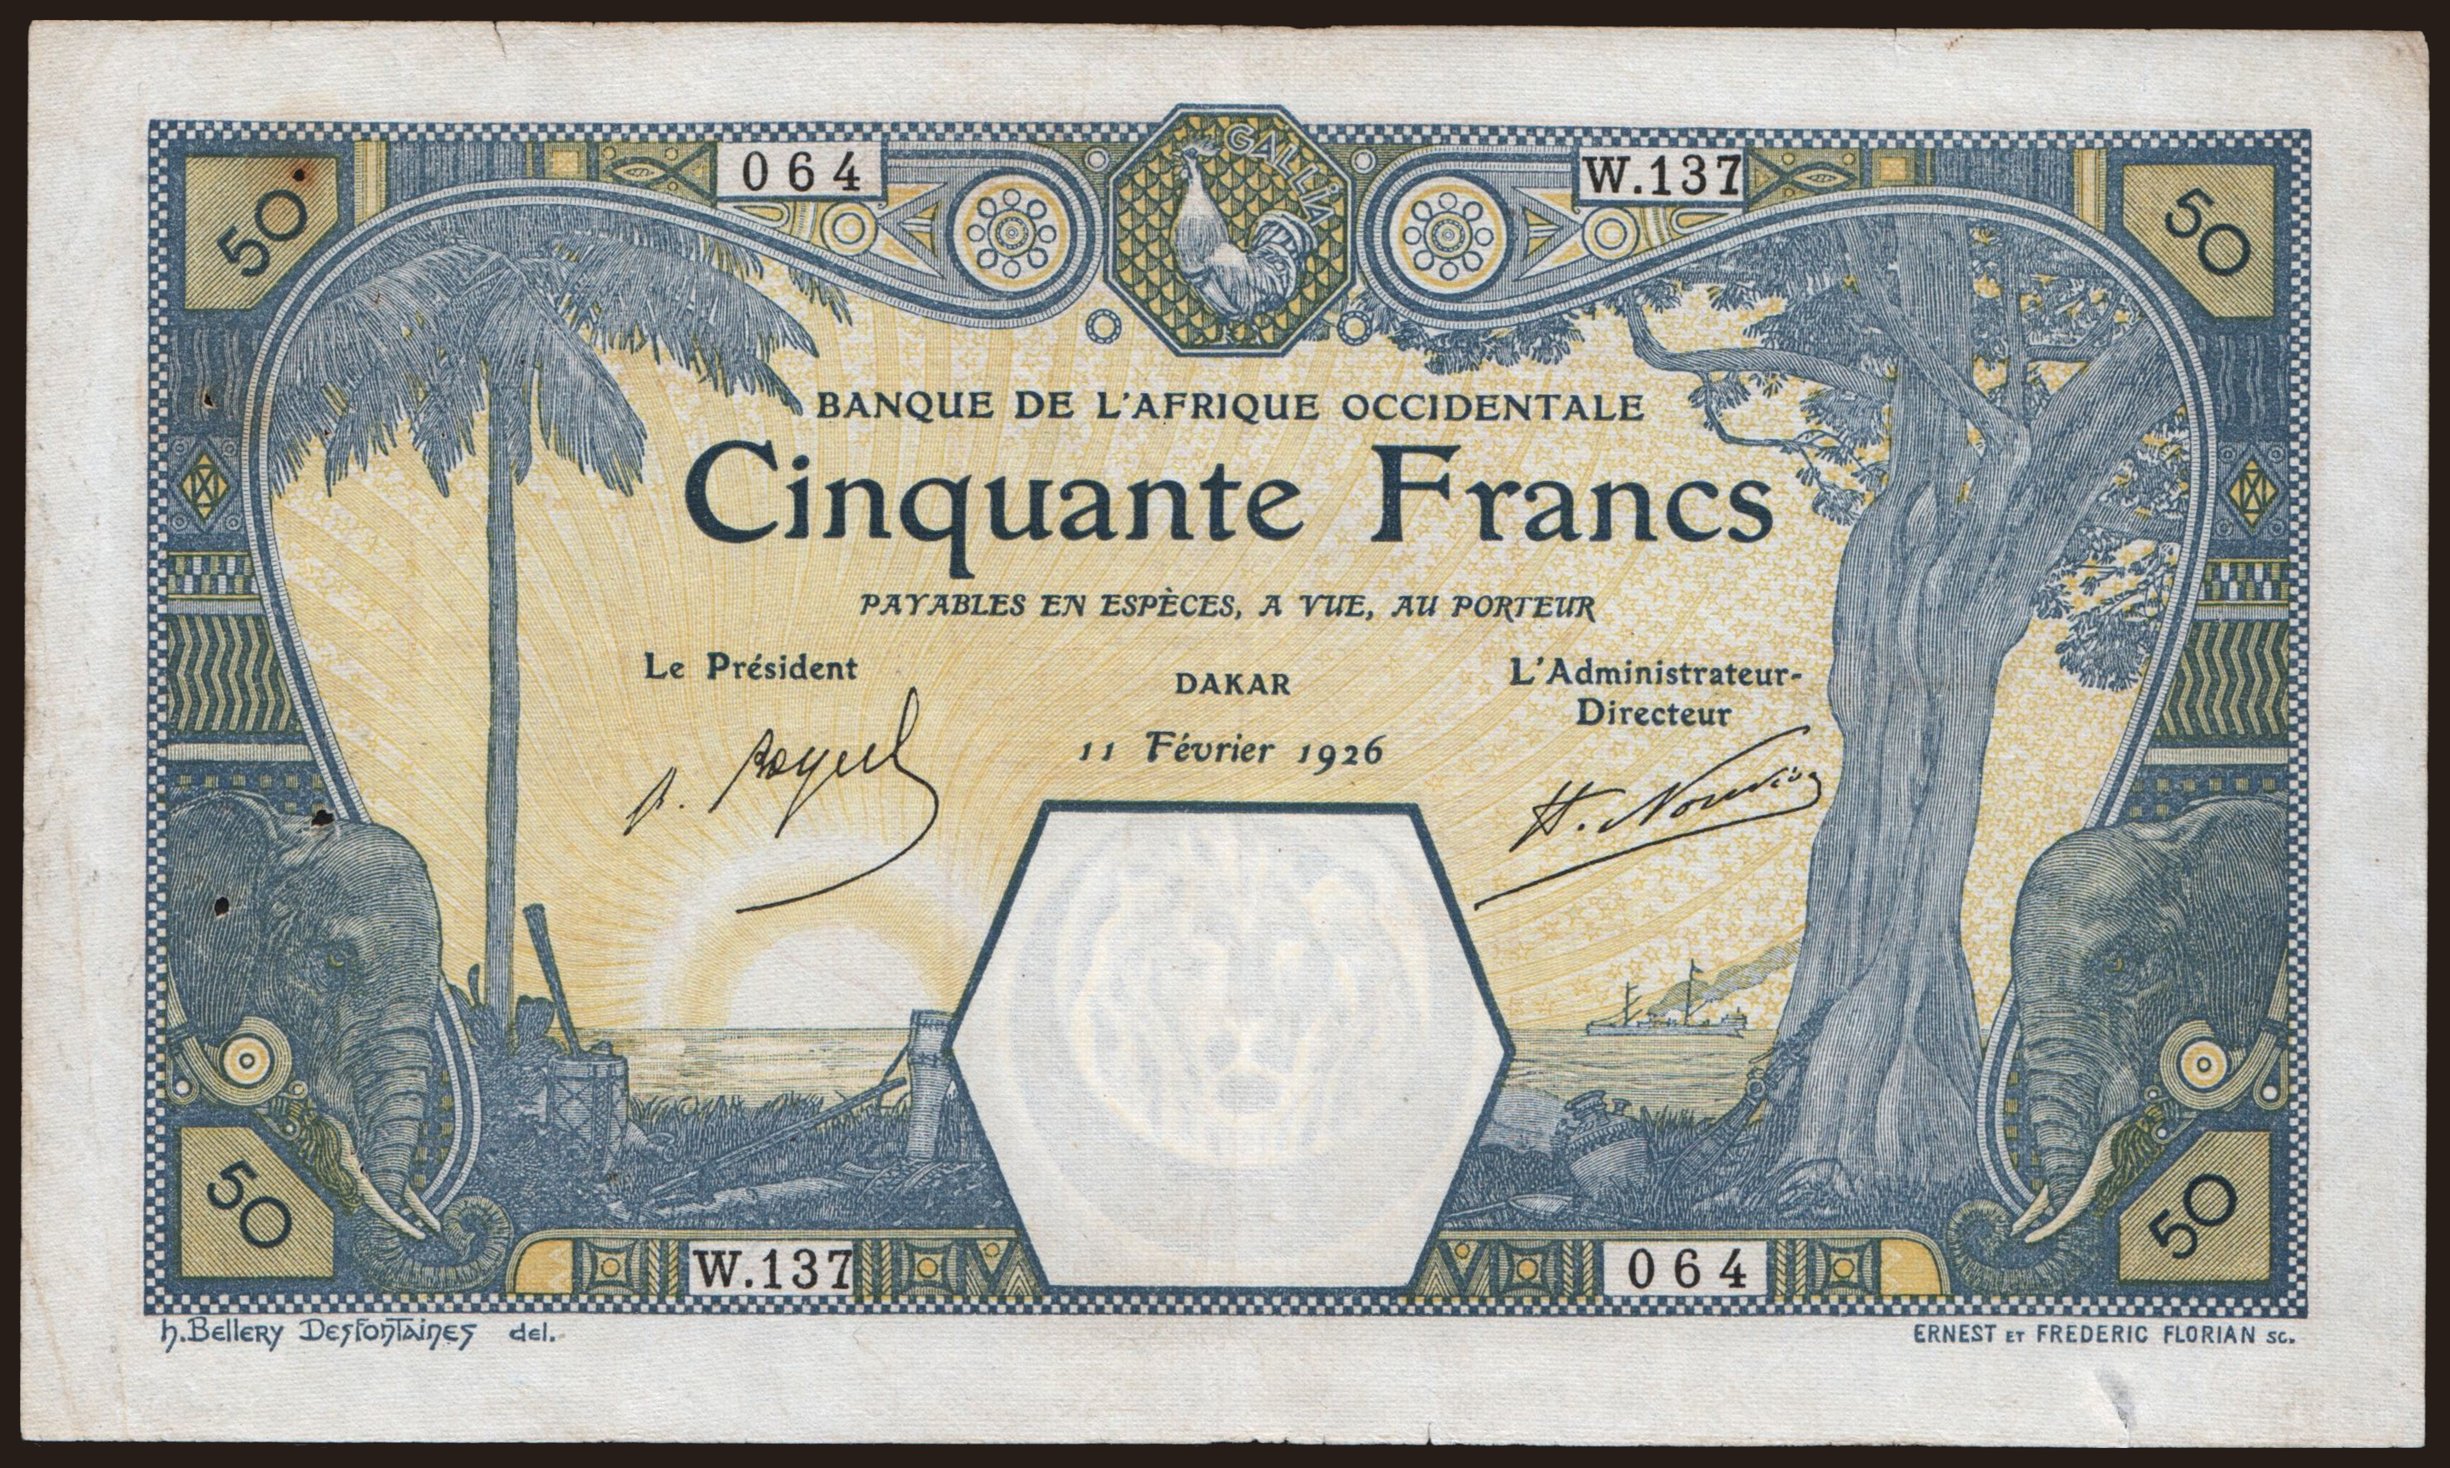 064
GALLIA
W.137
50
50
BANQUE DE L'AFRIQUE OCCIDENTALE
Cinquante Francs
PAYABLES EN ESPÈCES, A VUE, AU PORTEUR
Le Président
DAKAR
L'Administrateur-
Directeur
11 Février 1926
50
50
W.137
064
h. Bellery Desfontaines del.
ERNEST ET FREDERIC FLORIAN SC.